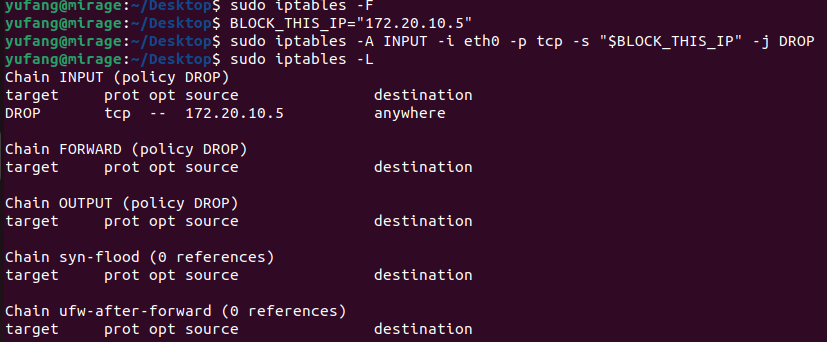 yufang@mirage:~/Desktop$ sudo iptables -F
yufang@mirage:~/Desktop$ BLOCK_THIS_IP="172.20.10.5"
yufang@mirage:~/Desktop$ sudo iptables -A INPUT -i eth0 -p tcp -s "$BLOCK_THIS_IP" -j DROP
yufang@mirage:~/Desktop$ sudo iptables -L
Chain INPUT (policy DROP)
target     prot opt source               destination
DROP       tcp  --  172.20.10.5          anywhere
Chain FORWARD (policy DROP)
target     prot opt source               destination
Chain OUTPUT (policy DROP)
target     prot opt source               destination
Chain syn-flood (0 references)
target     prot opt source               destination
Chain ufw-after-forward (0 references)
target     prot opt source               destination